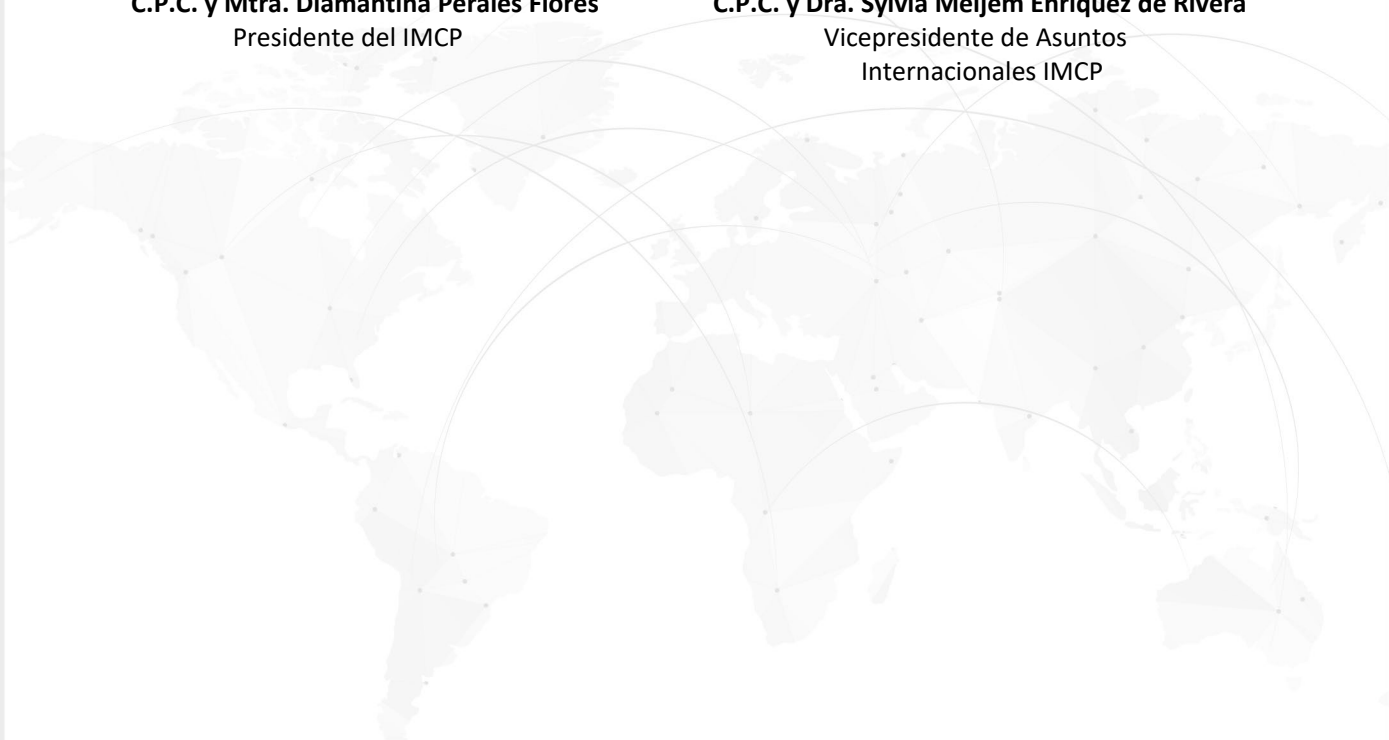 C.P.C. y Mtra. Diamantina Perales Flores
Presidente del IMCP
C.P.C. y Dra. Sylvia Meljem Enríquez de Rivera
Vicepresidente de Asuntos
Internacionales IMCP